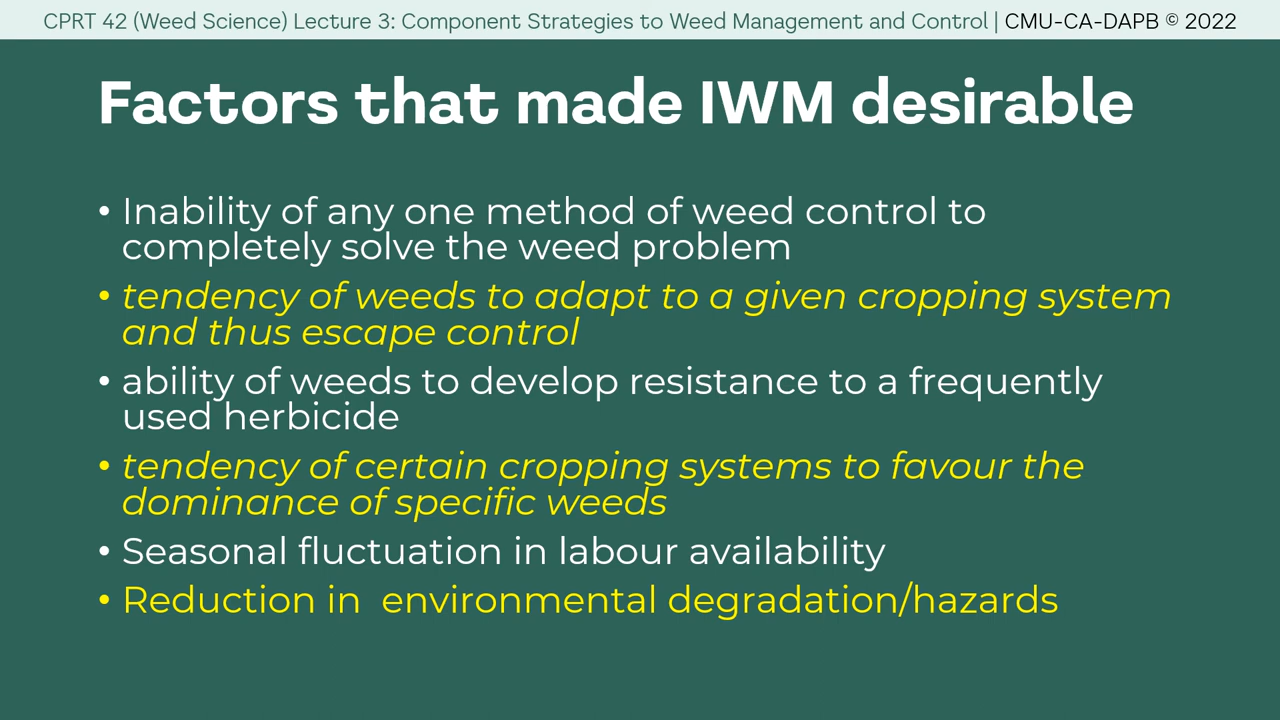 CPRT 42 (Weed Science) Lecture 3: Component Strategies to Weed Management and Control | CMU-CA-DAPB © 2022
Factors that made IWM desirable
• Inability of any one method of weed control to
completely solve the weed problem
• tendency of weeds to adapt to a given cropping system
and thus escape control
• ability of weeds to develop resistance to a frequently
used herbicide
• tendency of certain cropping systems to favour the
dominance of specific weeds
• Seasonal fluctuation in labour availability
• Reduction in  environmental degradation/hazards